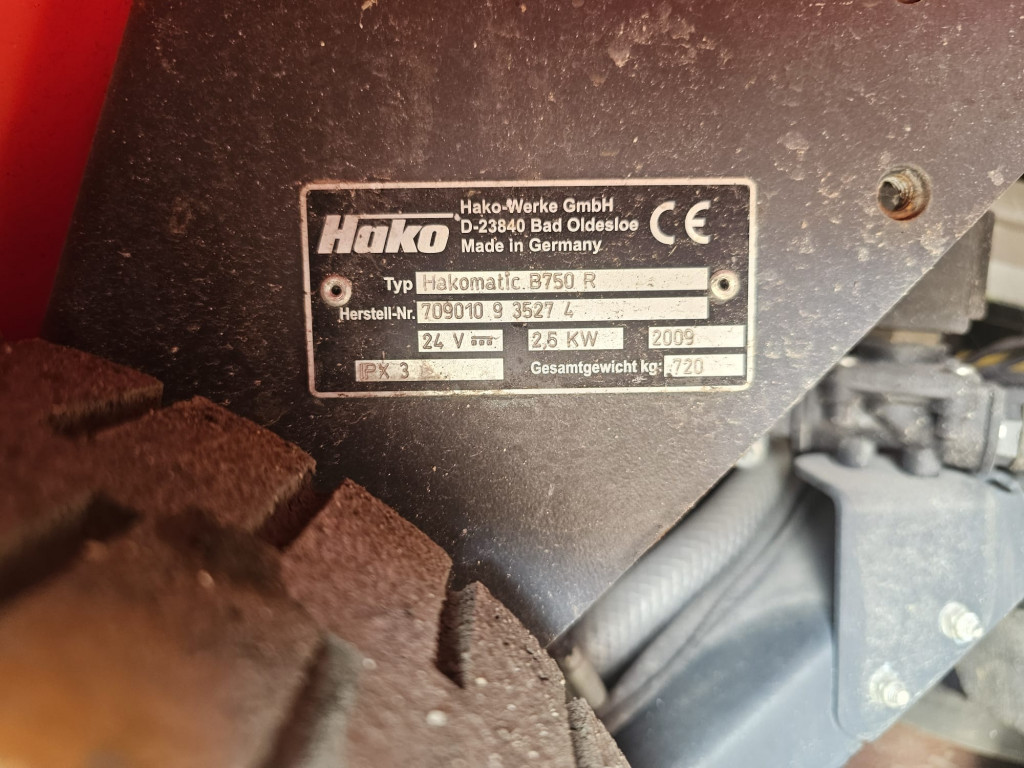 Hako
Hako-Werke GmbH
D-23840 Bad Oldesloe
Made in Germany
CE
Typ Hakomatic B750 R
Herstell-Nr. 709010 9 3527 4
24 V 2,5 KW 2009
IPX 3 Gesamtgewicht kg: 720